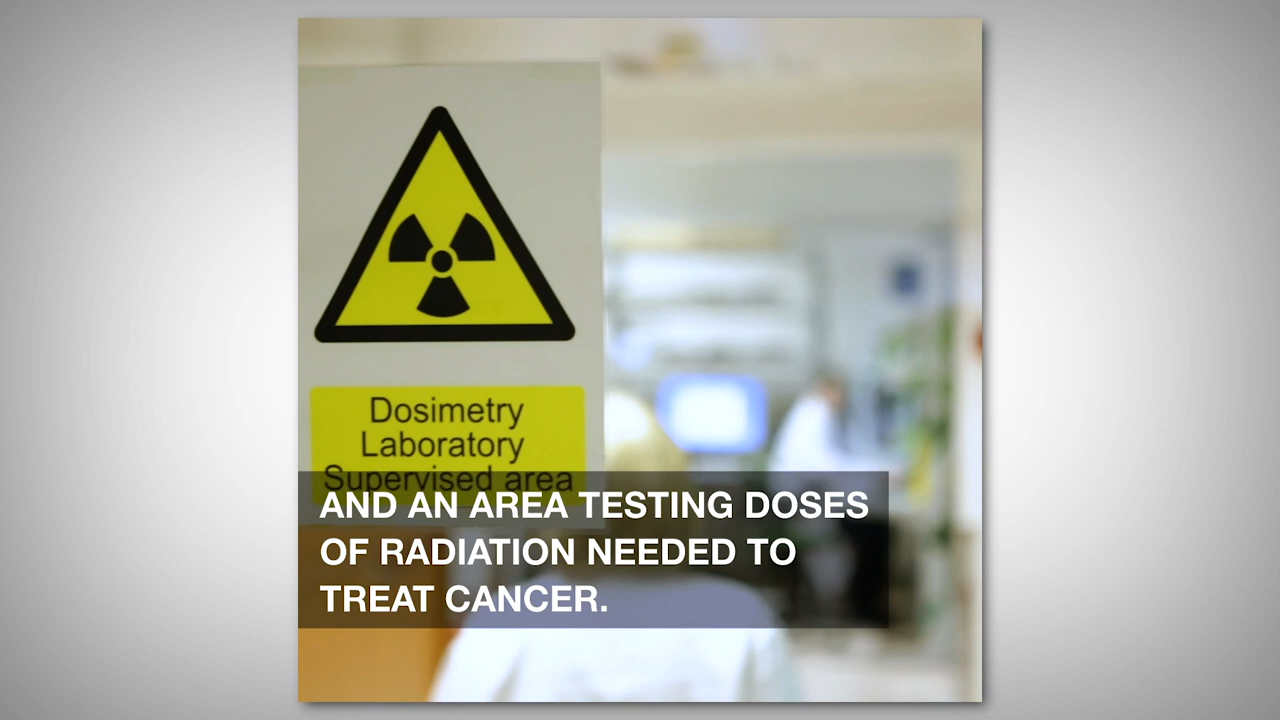 Dosimetry
Laboratory
Supervised area
AND AN AREA TESTING DOSES
OF RADIATION NEEDED TO
TREAT CANCER.